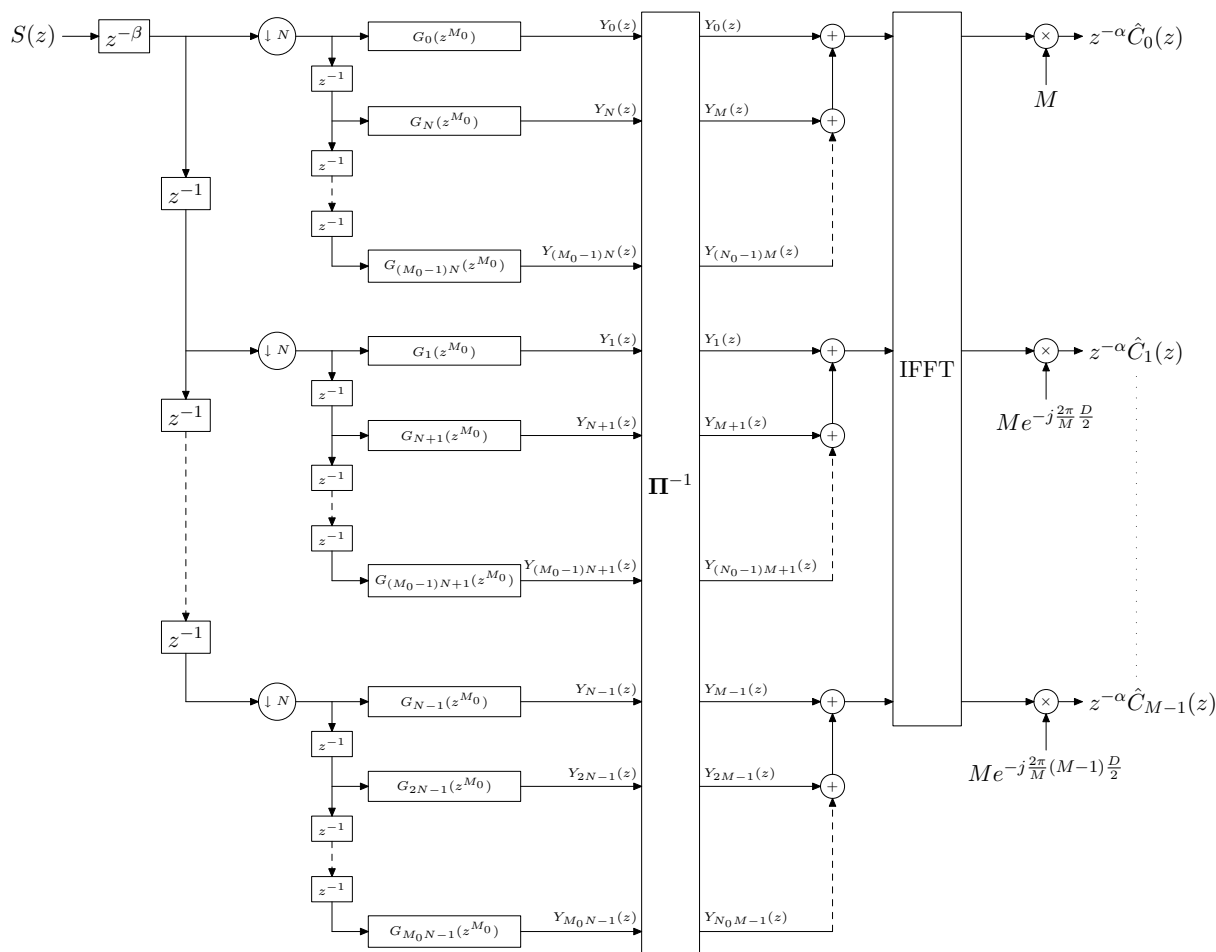 S(z) z^{-β} ↓ N G_0(z^{M_0}) Y_0(z) Y_0(z) + × z^{-α}Ĉ_0(z)
z^{-1}
M
G_N(z^{M_0}) Y_N(z) Y_M(z) +
z^{-1}
z^{-1}
z^{-1}
G_{(M_0−1)N}(z^{M_0}) Y_{(M_0−1)N}(z) Y_{(N_0−1)M}(z)
↓ N G_1(z^{M_0}) Y_1(z) Y_1(z) + IFFT × z^{-α}Ĉ_1(z)
z^{-1}
z^{-1} Me^{-j\frac{2π}{M}\frac{D}{2}}
G_{N+1}(z^{M_0}) Y_{N+1}(z) Y_{M+1}(z) +
z^{-1}
Π^{-1}
z^{-1}
G_{(M_0−1)N+1}(z^{M_0}) Y_{(M_0−1)N+1}(z) Y_{(N_0−1)M+1}(z)
z^{-1}
↓ N G_{N−1}(z^{M_0}) Y_{N−1}(z) Y_{M−1}(z) + × z^{-α}Ĉ_{M−1}(z)
z^{-1}
Me^{-j\frac{2π}{M}(M−1)\frac{D}{2}}
G_{2N−1}(z^{M_0}) Y_{2N−1}(z) Y_{2M−1}(z) +
z^{-1}
z^{-1}
G_{M_0N−1}(z^{M_0}) Y_{M_0N−1}(z) Y_{N_0M−1}(z)